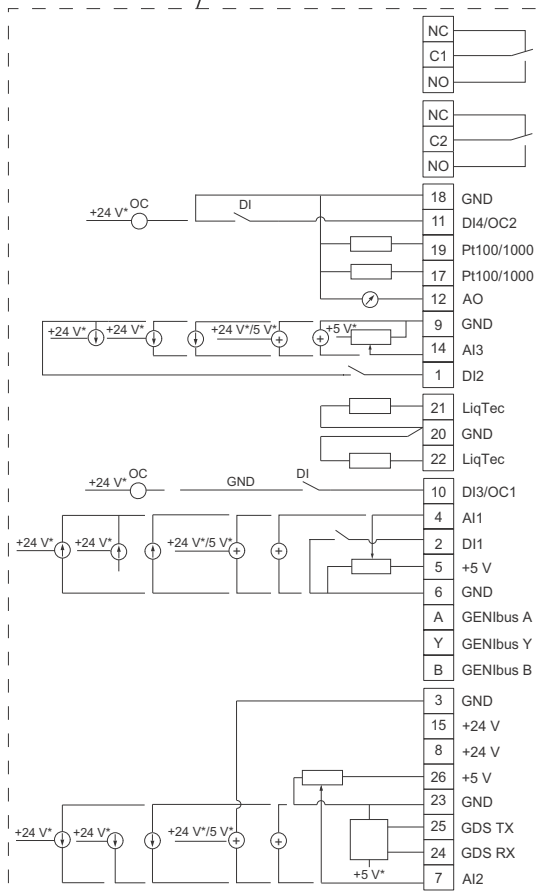 NC
C1
NO
NC
C2
NO
18 GND
+24 V* OC DI 11 DI4/OC2
19 Pt100/1000
17 Pt100/1000
12 AO
9 GND
+24 V* +24 V* +24 V*/5 V* +5 V*
14 AI3
1 DI2
21 LiqTec
20 GND
22 LiqTec
+24 V* OC GND DI 10 DI3/OC1
4 AI1
2 DI1
+24 V* +24 V* +24 V*/5 V*
5 +5 V
6 GND
A GENIbus A
Y GENIbus Y
B GENIbus B
3 GND
15 +24 V
8 +24 V
26 +5 V
23 GND
25 GDS TX
+24 V* +24 V* +24 V*/5 V*
24 GDS RX
+5 V*
7 AI2